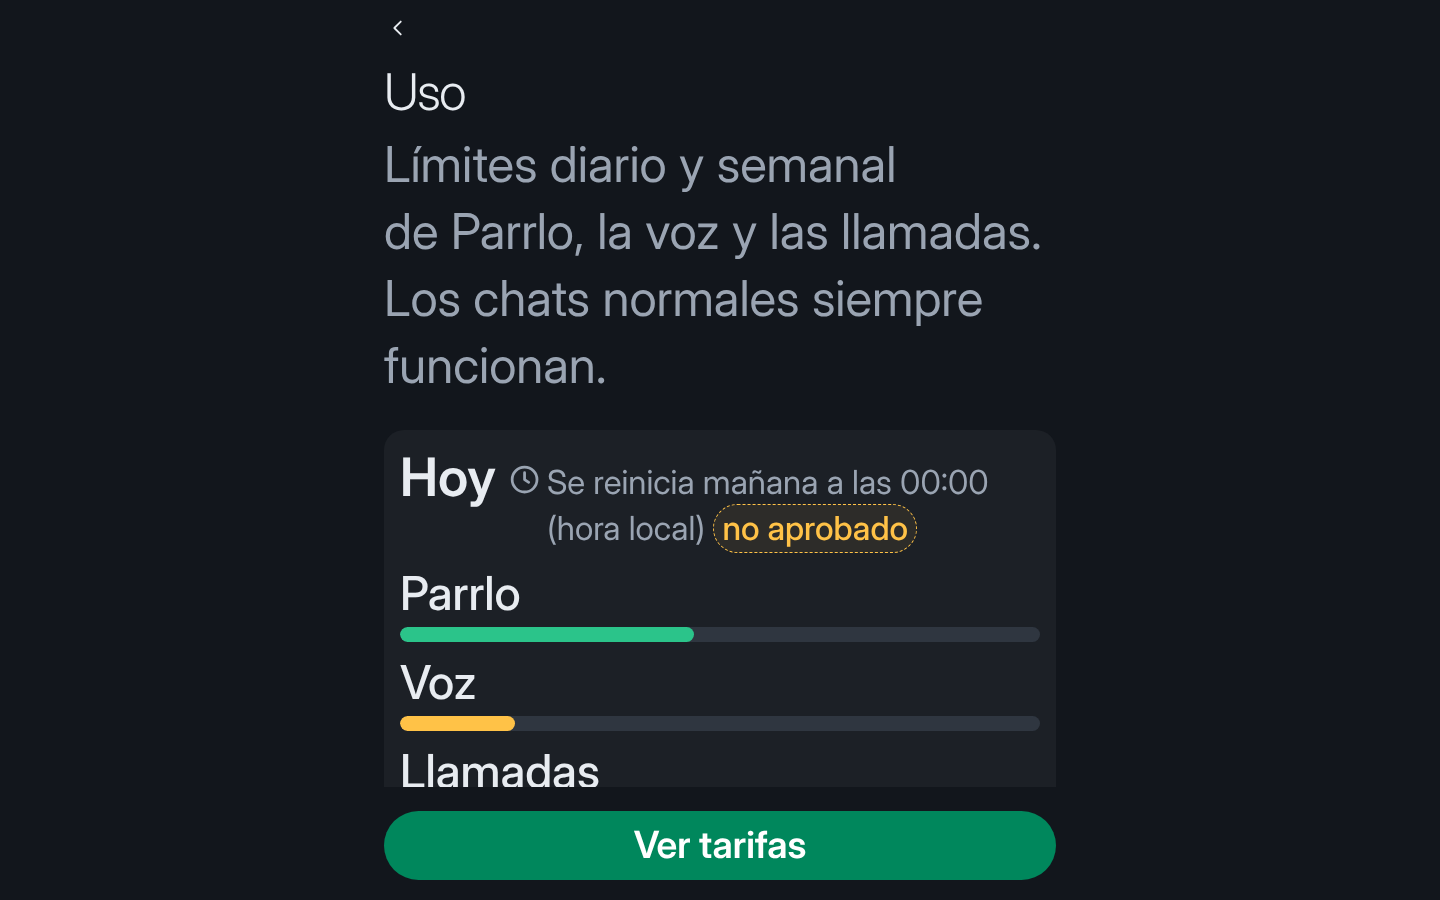 Uso
Límites diario y semanal
de Parrlo, la voz y las llamadas.
Los chats normales siempre
funcionan.
Hoy Se reinicia mañana a las 00:00
(hora local) no aprobado
Parrlo
Voz
Llamadas
Ver tarifas